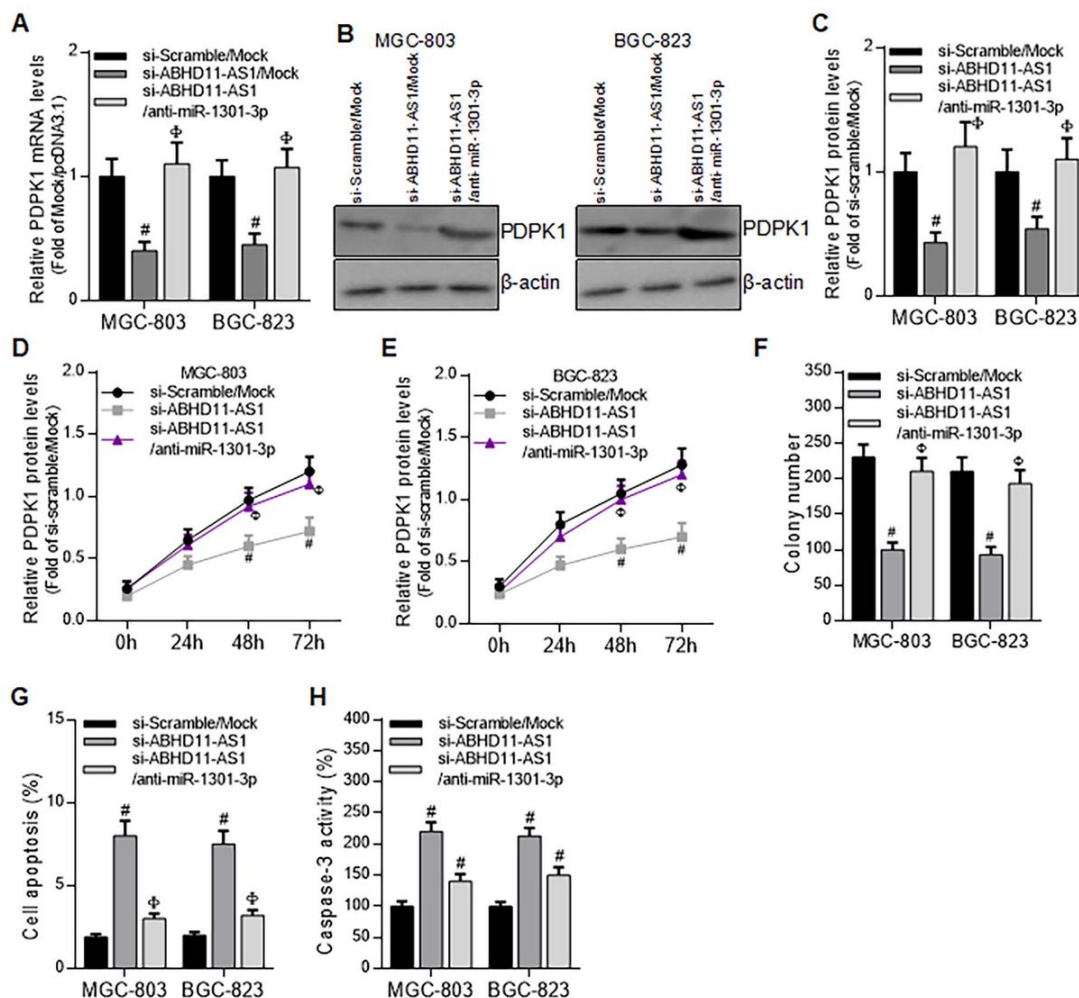 A
Relative PDPK1 mRNA levels
(Fold of Mock/pcDNA3.1)
2
1
0
si-Scramble/Mock
si-ABHD11-AS1/Mock
si-ABHD11-AS1
/anti-miR-1301-3p
# Φ # Φ
MGC-803 BGC-823
B
MGC-803 BGC-823
si-Scramble/Mock
si-ABHD11-AS1/Mock
si-ABHD11-AS1
/anti-miR-1301-3p
si-Scramble/Mock
si-ABHD11-AS1/Mock
si-ABHD11-AS1
/anti-miR-1301-3p
PDPK1 PDPK1
β-actin β-actin
C
Relative PDPK1 protein levels
(Fold of si-scramble/Mock)
2
1
0
si-Scramble/Mock
si-ABHD11-AS1
si-ABHD11-AS1
/anti-miR-1301-3p
# Φ # Φ
MGC-803 BGC-823
D
MGC-803
Relative PDPK1 protein levels
(Fold of si-scramble/Mock)
2.0
1.5
1.0
0.5
0.0
si-Scramble/Mock
si-ABHD11-AS1
si-ABHD11-AS1
/anti-miR-1301-3p
Φ Φ
# #
0h 24h 48h 72h
E
BGC-823
Relative PDPK1 protein levels
(Fold of si-scramble/Mock)
2.0
1.5
1.0
0.5
0.0
si-Scramble/Mock
si-ABHD11-AS1
si-ABHD11-AS1
/anti-miR-1301-3p
Φ Φ
# #
0h 24h 48h 72h
F
Colony number
350
300
250
200
150
100
50
0
si-Scramble/Mock
si-ABHD11-AS1
si-ABHD11-AS1
/anti-miR-1301-3p
# Φ # Φ
MGC-803 BGC-823
G
Cell apoptosis (%)
15
10
5
0
si-Scramble/Mock
si-ABHD11-AS1
si-ABHD11-AS1
/anti-miR-1301-3p
# Φ # Φ
MGC-803 BGC-823
H
Caspase-3 activity (%)
400
350
300
250
200
150
100
50
0
si-Scramble/Mock
si-ABHD11-AS1
si-ABHD11-AS1
/anti-miR-1301-3p
# # # #
MGC-803 BGC-823